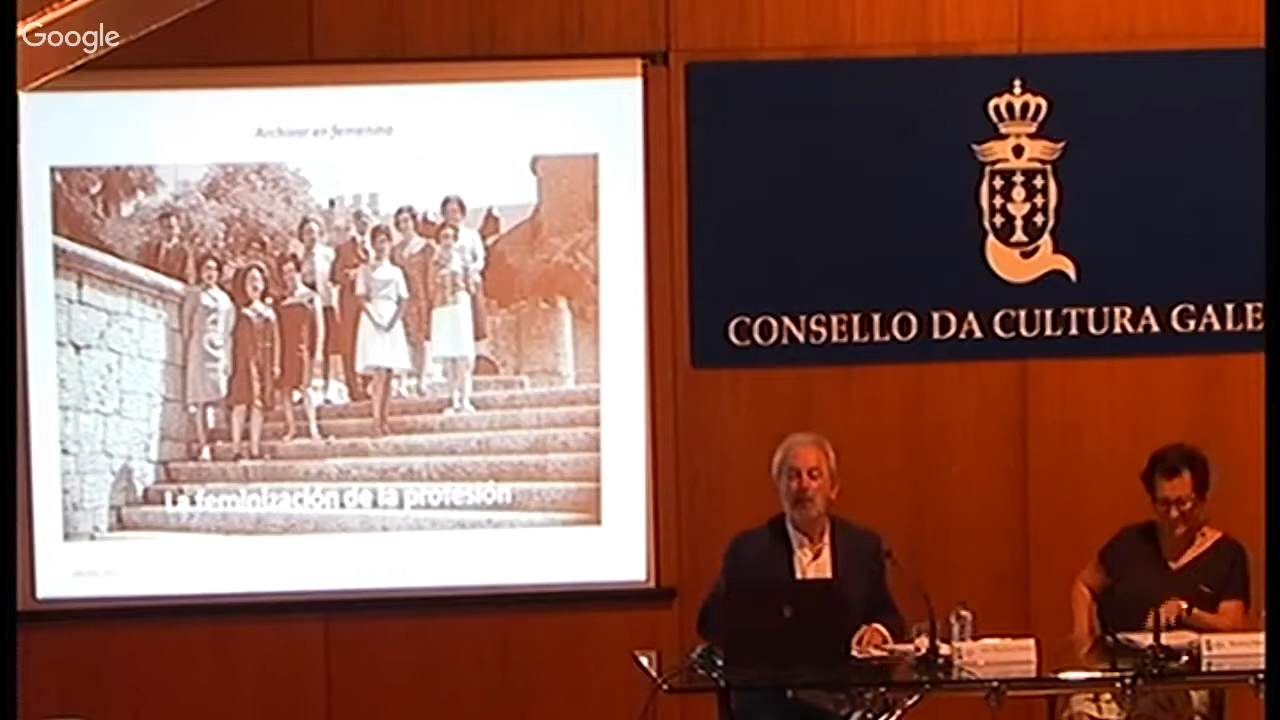 Google
Archivar en femenino
La feminización de la profesión
CONSELLO DA CULTURA GALE